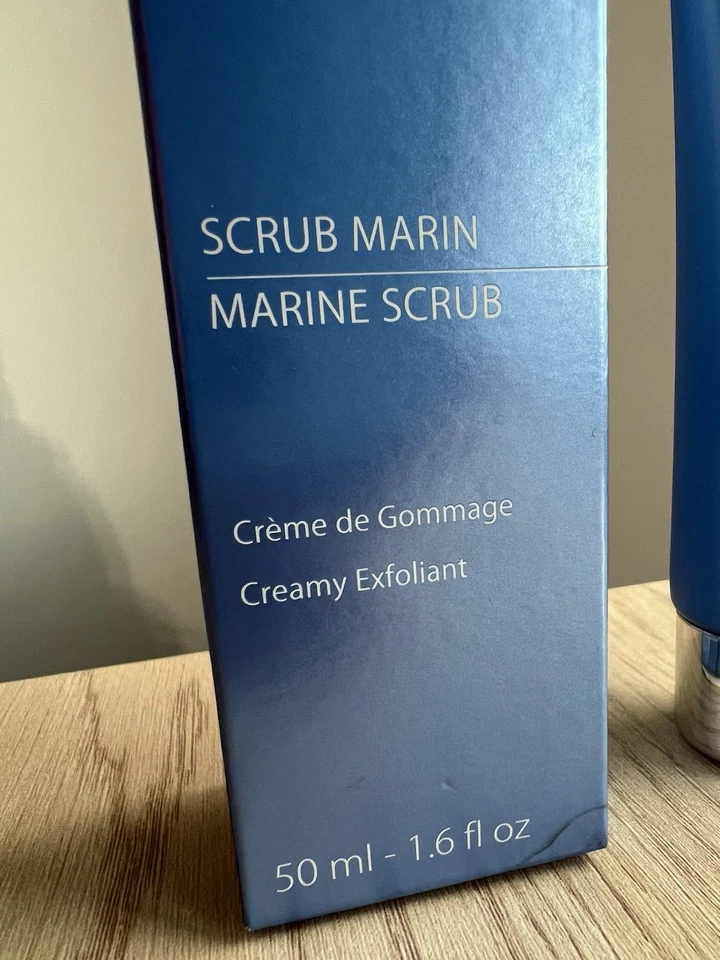 SCRUB MARIN
MARINE SCRUB
Crème de Gommage
Creamy Exfoliant
50 ml - 1.6 fl oz